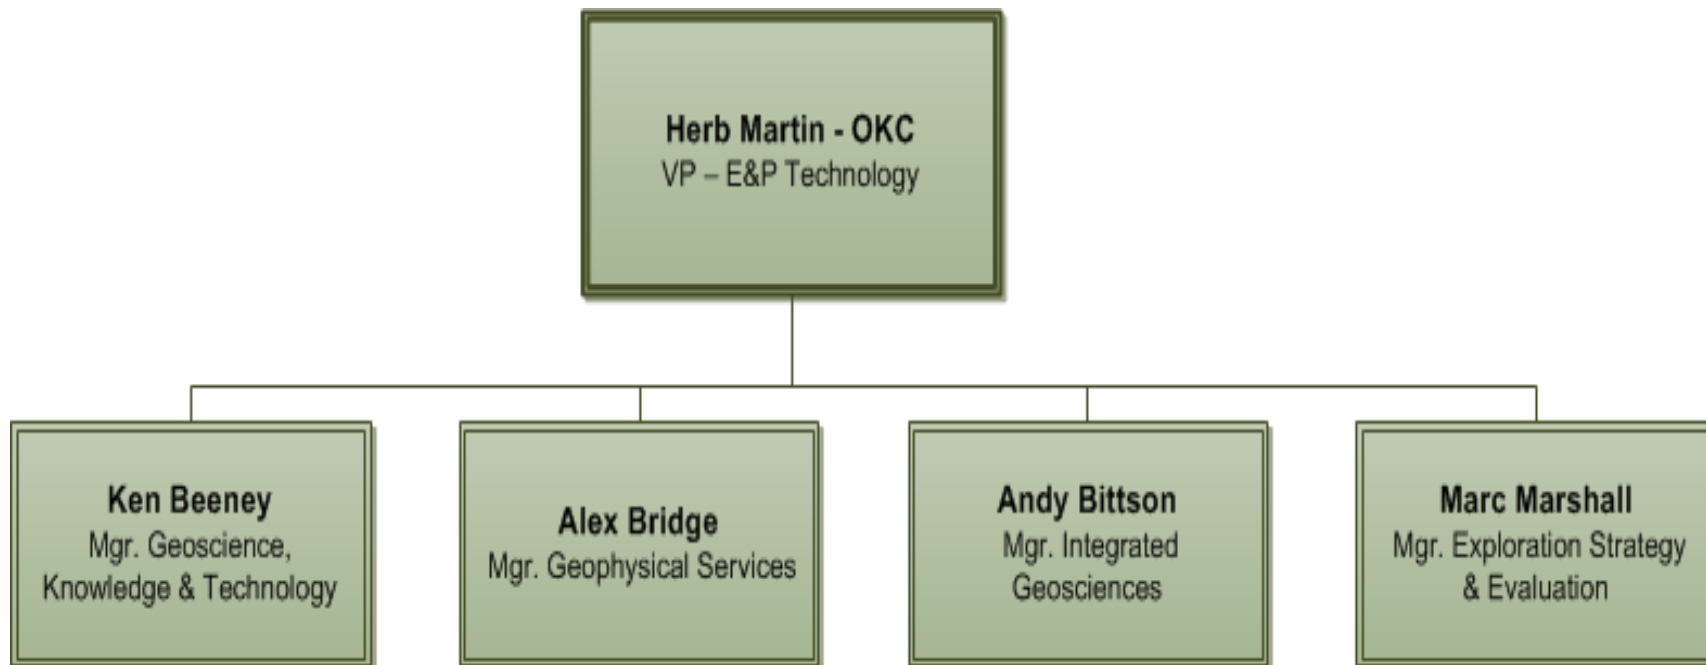 Herb Martin - OKC
VP – E&P Technology
Ken Beeney
Mgr. Geoscience,
Knowledge & Technology
Alex Bridge
Mgr. Geophysical Services
Andy Bittson
Mgr. Integrated
Geosciences
Marc Marshall
Mgr. Exploration Strategy
& Evaluation